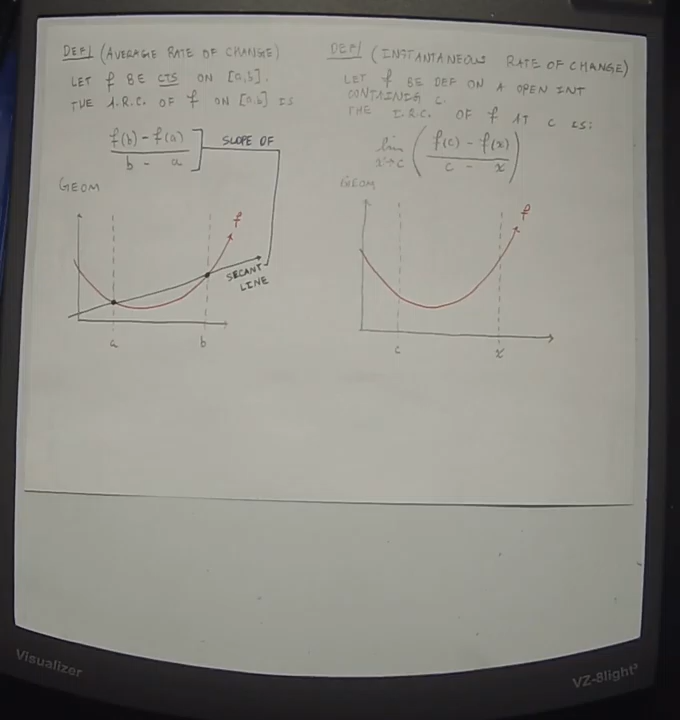 DEF/ (AVERAGE RATE OF CHANGE)
LET f BE CTS ON [a,b].
THE A.R.C. OF f ON [a,b] IS
f(b) - f(a)
b - a
SLOPE OF
GEOM
f
SECANT
LINE
a
b
DEF/ (INSTANTANEOUS RATE OF CHANGE)
LET f BE DEF ON A OPEN INT
CONTAINING C.
THE I.R.C. OF f AT C IS:
lim ( f(c) - f(x) )
x→c c - x
GEOM
f
c
x
Visualizer
VZ-8light³